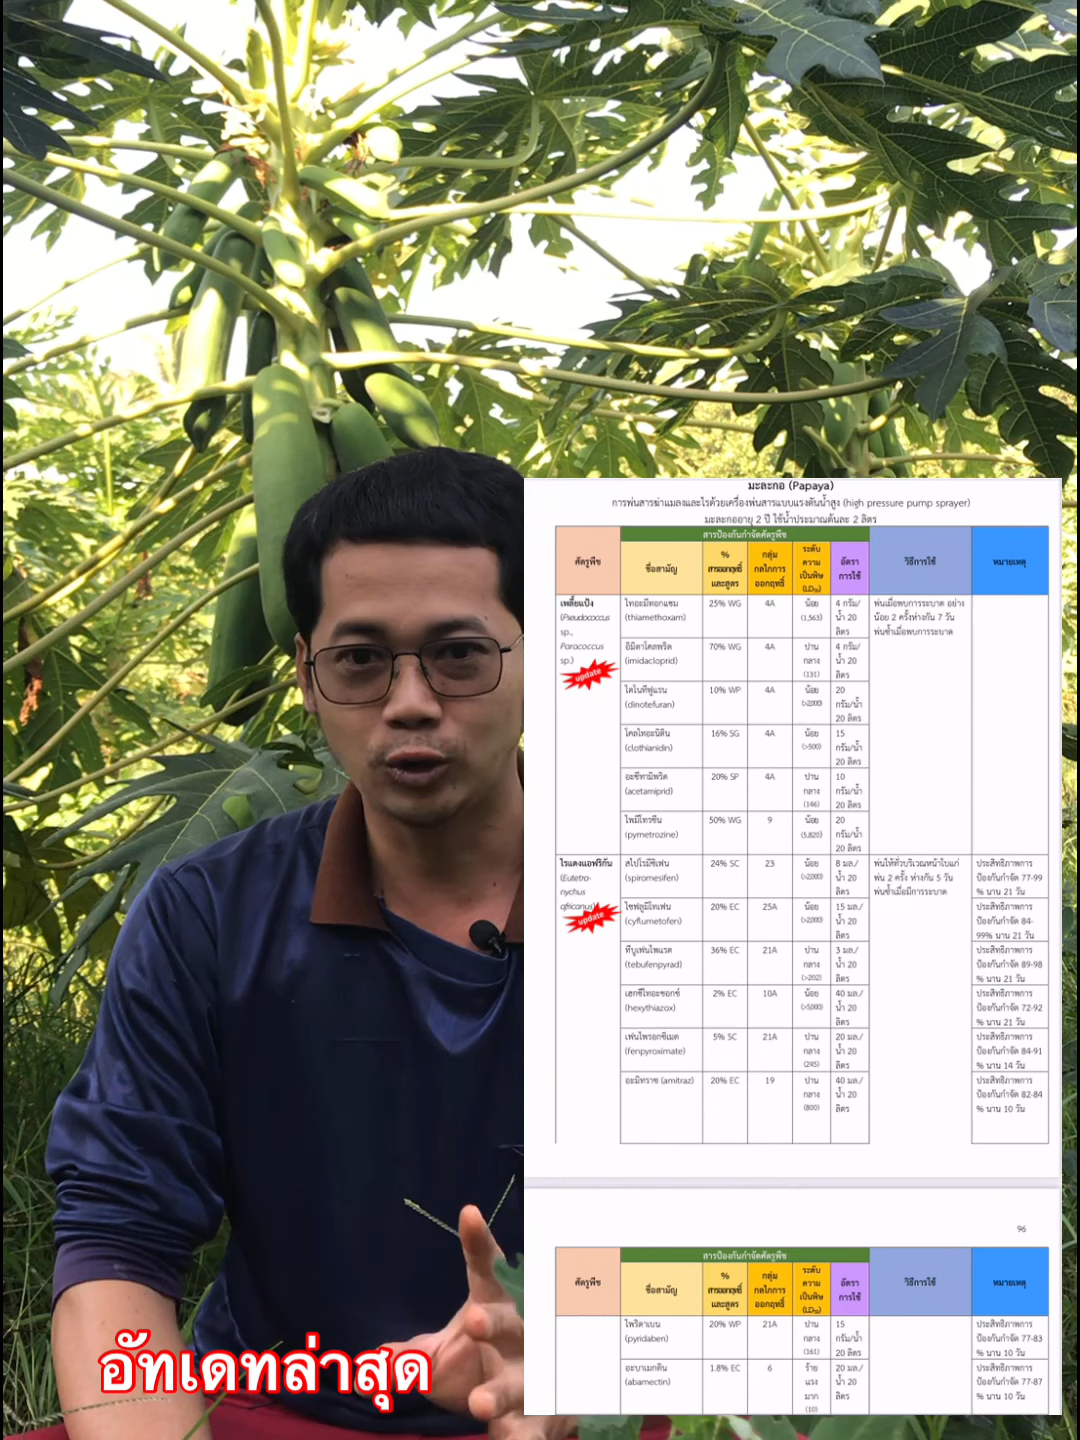 มะละกอ (Papaya)
การพ่นสารฆ่าแมลงและไรด้วยเครื่องพ่นสารแบบแรงดันน้ำสูง (high pressure pump sprayer)
มะละกออายุ 2 ปี ใช้น้ำประมาณต้นละ 2 ลิตร
ศัตรูพืช
สารป้องกันกำจัดศัตรูพืช
ชื่อสามัญ
%
สารออกฤทธิ์
และสูตร
กลุ่ม
กลไกการ
ออกฤทธิ์
ระดับ
ความ
เป็นพิษ
(LD50)
อัตรา
การใช้
วิธีการใช้
หมายเหตุ
เพลี้ยแป้ง
(Pseudococcus
sp.,
Paracoccus
sp.)
update
ไทอะมีทอกแซม
(thiamethoxam)
25% WG
4A
น้อย
(1,563)
4 กรัม/
น้ำ 20
ลิตร
พ่นเมื่อพบการระบาด อย่าง
น้อย 2 ครั้งห่างกัน 7 วัน
พ่นซ้ำเมื่อพบการระบาด
อิมิดาโคลพริด
(imidacloprid)
70% WG
4A
ปาน
กลาง
(131)
4 กรัม/
น้ำ 20
ลิตร
ไดโนทีฟูแรน
(dinotefuran)
10% WP
4A
น้อย
(>2,000)
20
กรัม/น้ำ
20 ลิตร
โคลไทอะนิดิน
(clothianidin)
16% SG
4A
น้อย
(>500)
15
กรัม/น้ำ
20 ลิตร
อะซีทามิพริด
(acetamiprid)
20% SP
4A
ปาน
กลาง
(146)
10
กรัม/น้ำ
20 ลิตร
ไพมีโทรซีน
(pymetrozine)
50% WG
9
น้อย
(5,820)
20
กรัม/น้ำ
20 ลิตร
ไรแดงแอฟริกัน
(Eutetra-
nychus
africanus)
update
สไปโรมีซิเฟน
(spiromesifen)
24% SC
23
น้อย
(>2,000)
8 มล./
น้ำ 20
ลิตร
พ่นให้ทั่วบริเวณหน้าใบแก่
พ่น 2 ครั้ง ห่างกัน 5 วัน
พ่นซ้ำเมื่อมีการระบาด
ประสิทธิภาพการ
ป้องกันกำจัด 77-99
% นาน 21 วัน
ไซฟลูมีโทเฟน
(cyflumetofen)
20% EC
25A
น้อย
(>2,000)
15 มล./
น้ำ 20
ลิตร
ประสิทธิภาพการ
ป้องกันกำจัด 84-
99% นาน 21 วัน
ทีบูเฟนไพแรด
(tebufenpyrad)
36% EC
21A
ปาน
กลาง
(>202)
3 มล./
น้ำ 20
ลิตร
ประสิทธิภาพการ
ป้องกันกำจัด 89-98
% นาน 21 วัน
เฮกซีไทอะซอกซ์
(hexythiazox)
2% EC
10A
น้อย
(>5,000)
40 มล./
น้ำ 20
ลิตร
ประสิทธิภาพการ
ป้องกันกำจัด 72-92
% นาน 21 วัน
เฟนไพรอกซิเมต
(fenpyroximate)
5% SC
21A
ปาน
กลาง
(245)
20 มล./
น้ำ 20
ลิตร
ประสิทธิภาพการ
ป้องกันกำจัด 84-91
% นาน 14 วัน
อะมิทราซ (amitraz)
20% EC
19
ปาน
กลาง
(800)
40 มล./
น้ำ 20
ลิตร
ประสิทธิภาพการ
ป้องกันกำจัด 82-84
% นาน 10 วัน
96
ศัตรูพืช
สารป้องกันกำจัดศัตรูพืช
ชื่อสามัญ
%
สารออกฤทธิ์
และสูตร
กลุ่ม
กลไกการ
ออกฤทธิ์
ระดับ
ความ
เป็นพิษ
(LD50)
อัตรา
การใช้
วิธีการใช้
หมายเหตุ
ไพริดาเบน
(pyridaben)
20% WP
21A
ปาน
กลาง
(161)
15
กรัม/น้ำ
20 ลิตร
ประสิทธิภาพการ
ป้องกันกำจัด 77-83
% นาน 10 วัน
อะบาเมกติน
(abamectin)
1.8% EC
6
ร้าย
แรง
มาก
(10)
20 มล./
น้ำ 20
ลิตร
ประสิทธิภาพการ
ป้องกันกำจัด 77-87
% นาน 10 วัน
อัทเดทล่าสุด